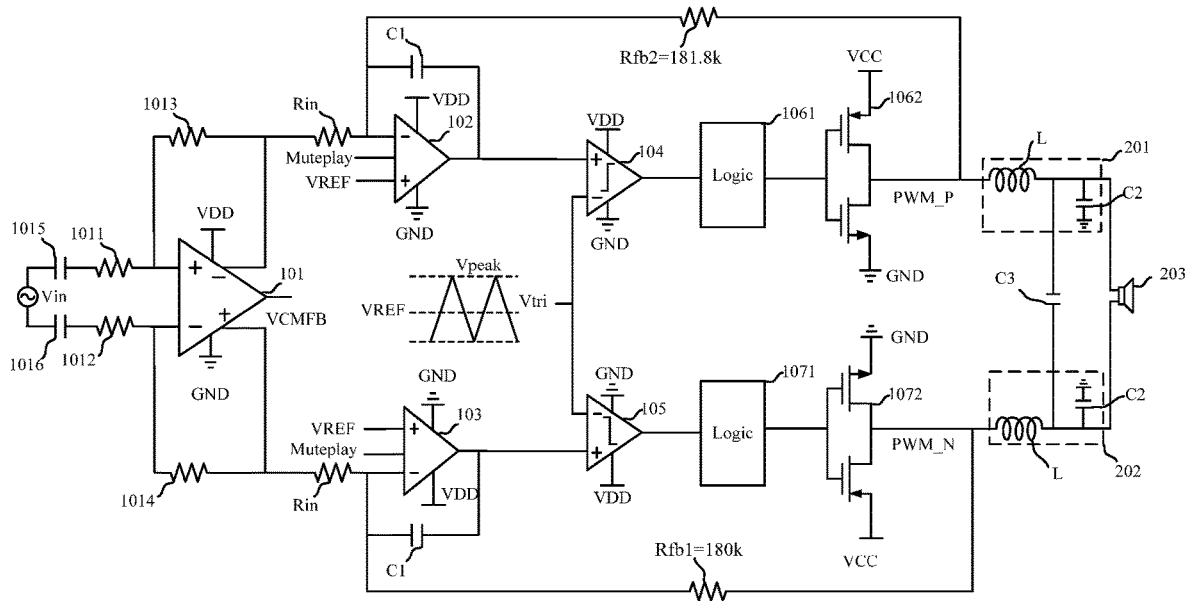 C1
Rfb2=181.8k
VCC
1013
Rin
VDD
102
1061
1062
Muteplay
VREF
VDD
104
Logic
L
201
GND
PWM_P
C2
GND
GND
1015
1011
VDD
101
Vin
VCMFB
1016
1012
GND
Vpeak
VREF
Vtri
C3
203
GND
1071
GND
GND
1072
VREF
103
105
Muteplay
Logic
PWM_N
C2
1014
Rin
VDD
VDD
L
202
C1
VCC
Rfb1=180k